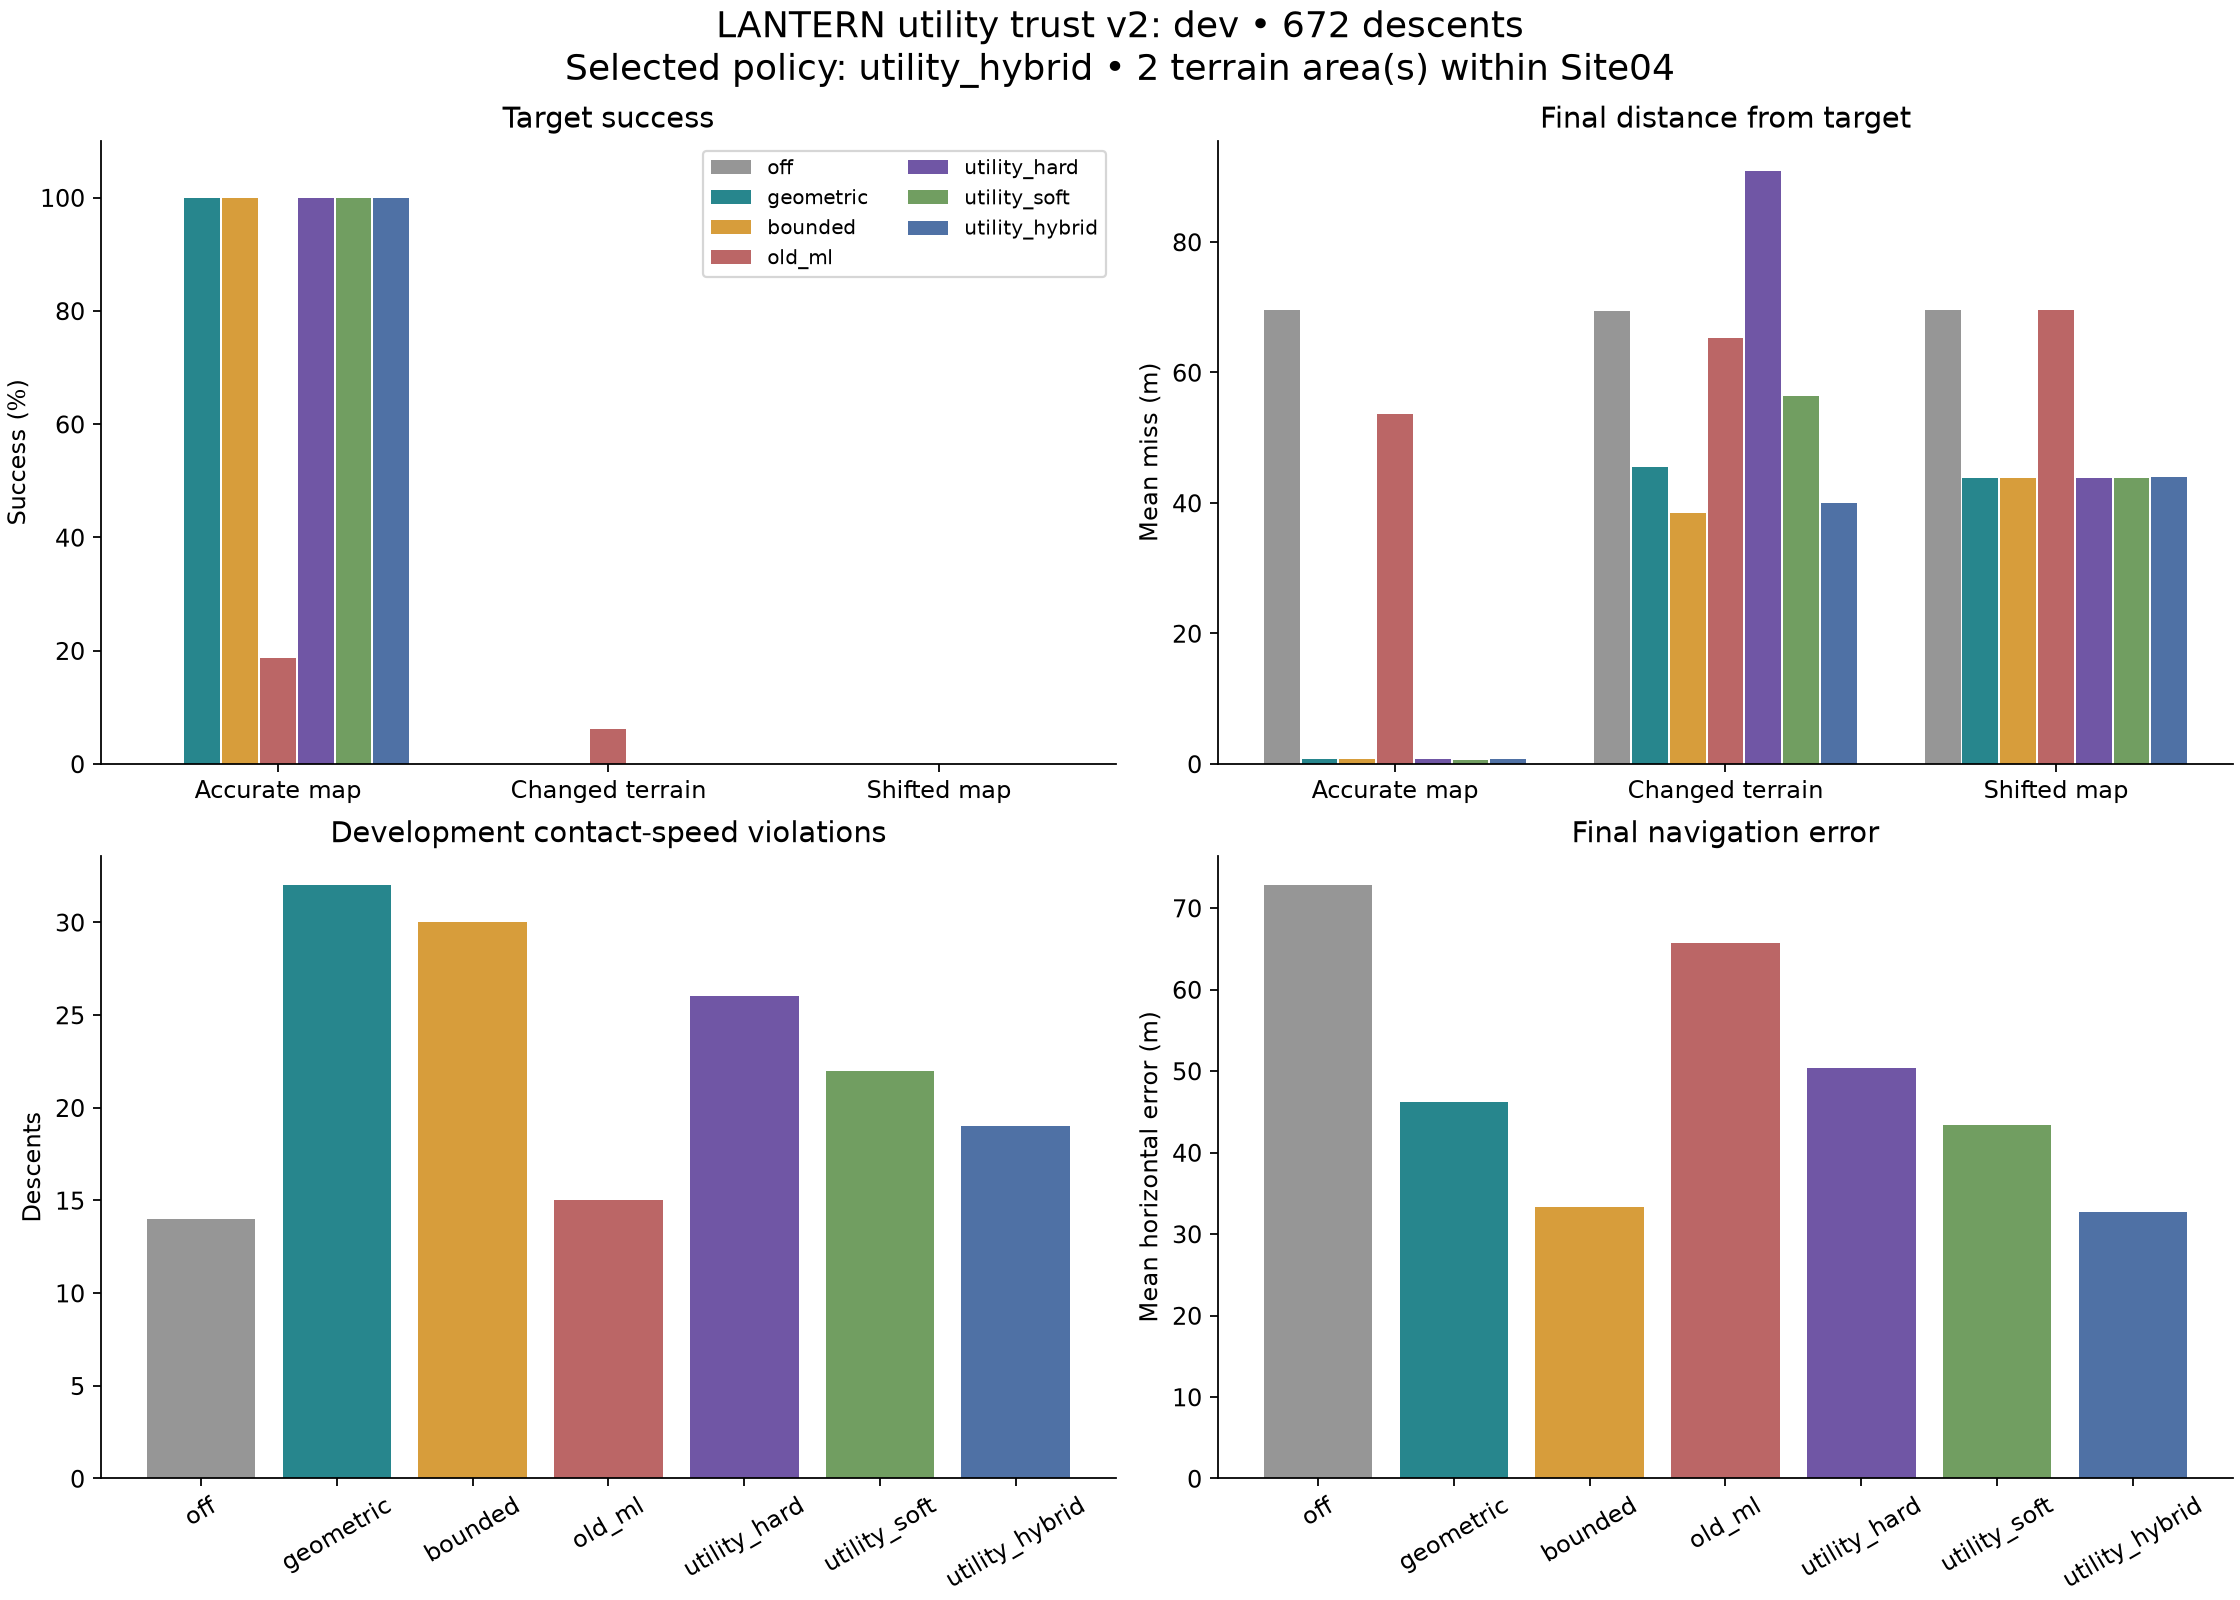 LANTERN utility trust v2: dev • 672 descents
Selected policy: utility_hybrid • 2 terrain area(s) within Site04
Target success
Success (%)
100
80
60
40
20
0
Accurate map
Changed terrain
Shifted map
off
geometric
bounded
old_ml
utility_hard
utility_soft
utility_hybrid
Final distance from target
Mean miss (m)
80
60
40
20
0
Accurate map
Changed terrain
Shifted map
Development contact-speed violations
Descents
30
25
20
15
10
5
0
off
geometric
bounded
old_ml
utility_hard
utility_soft
utility_hybrid
Final navigation error
Mean horizontal error (m)
70
60
50
40
30
20
10
0
off
geometric
bounded
old_ml
utility_hard
utility_soft
utility_hybrid